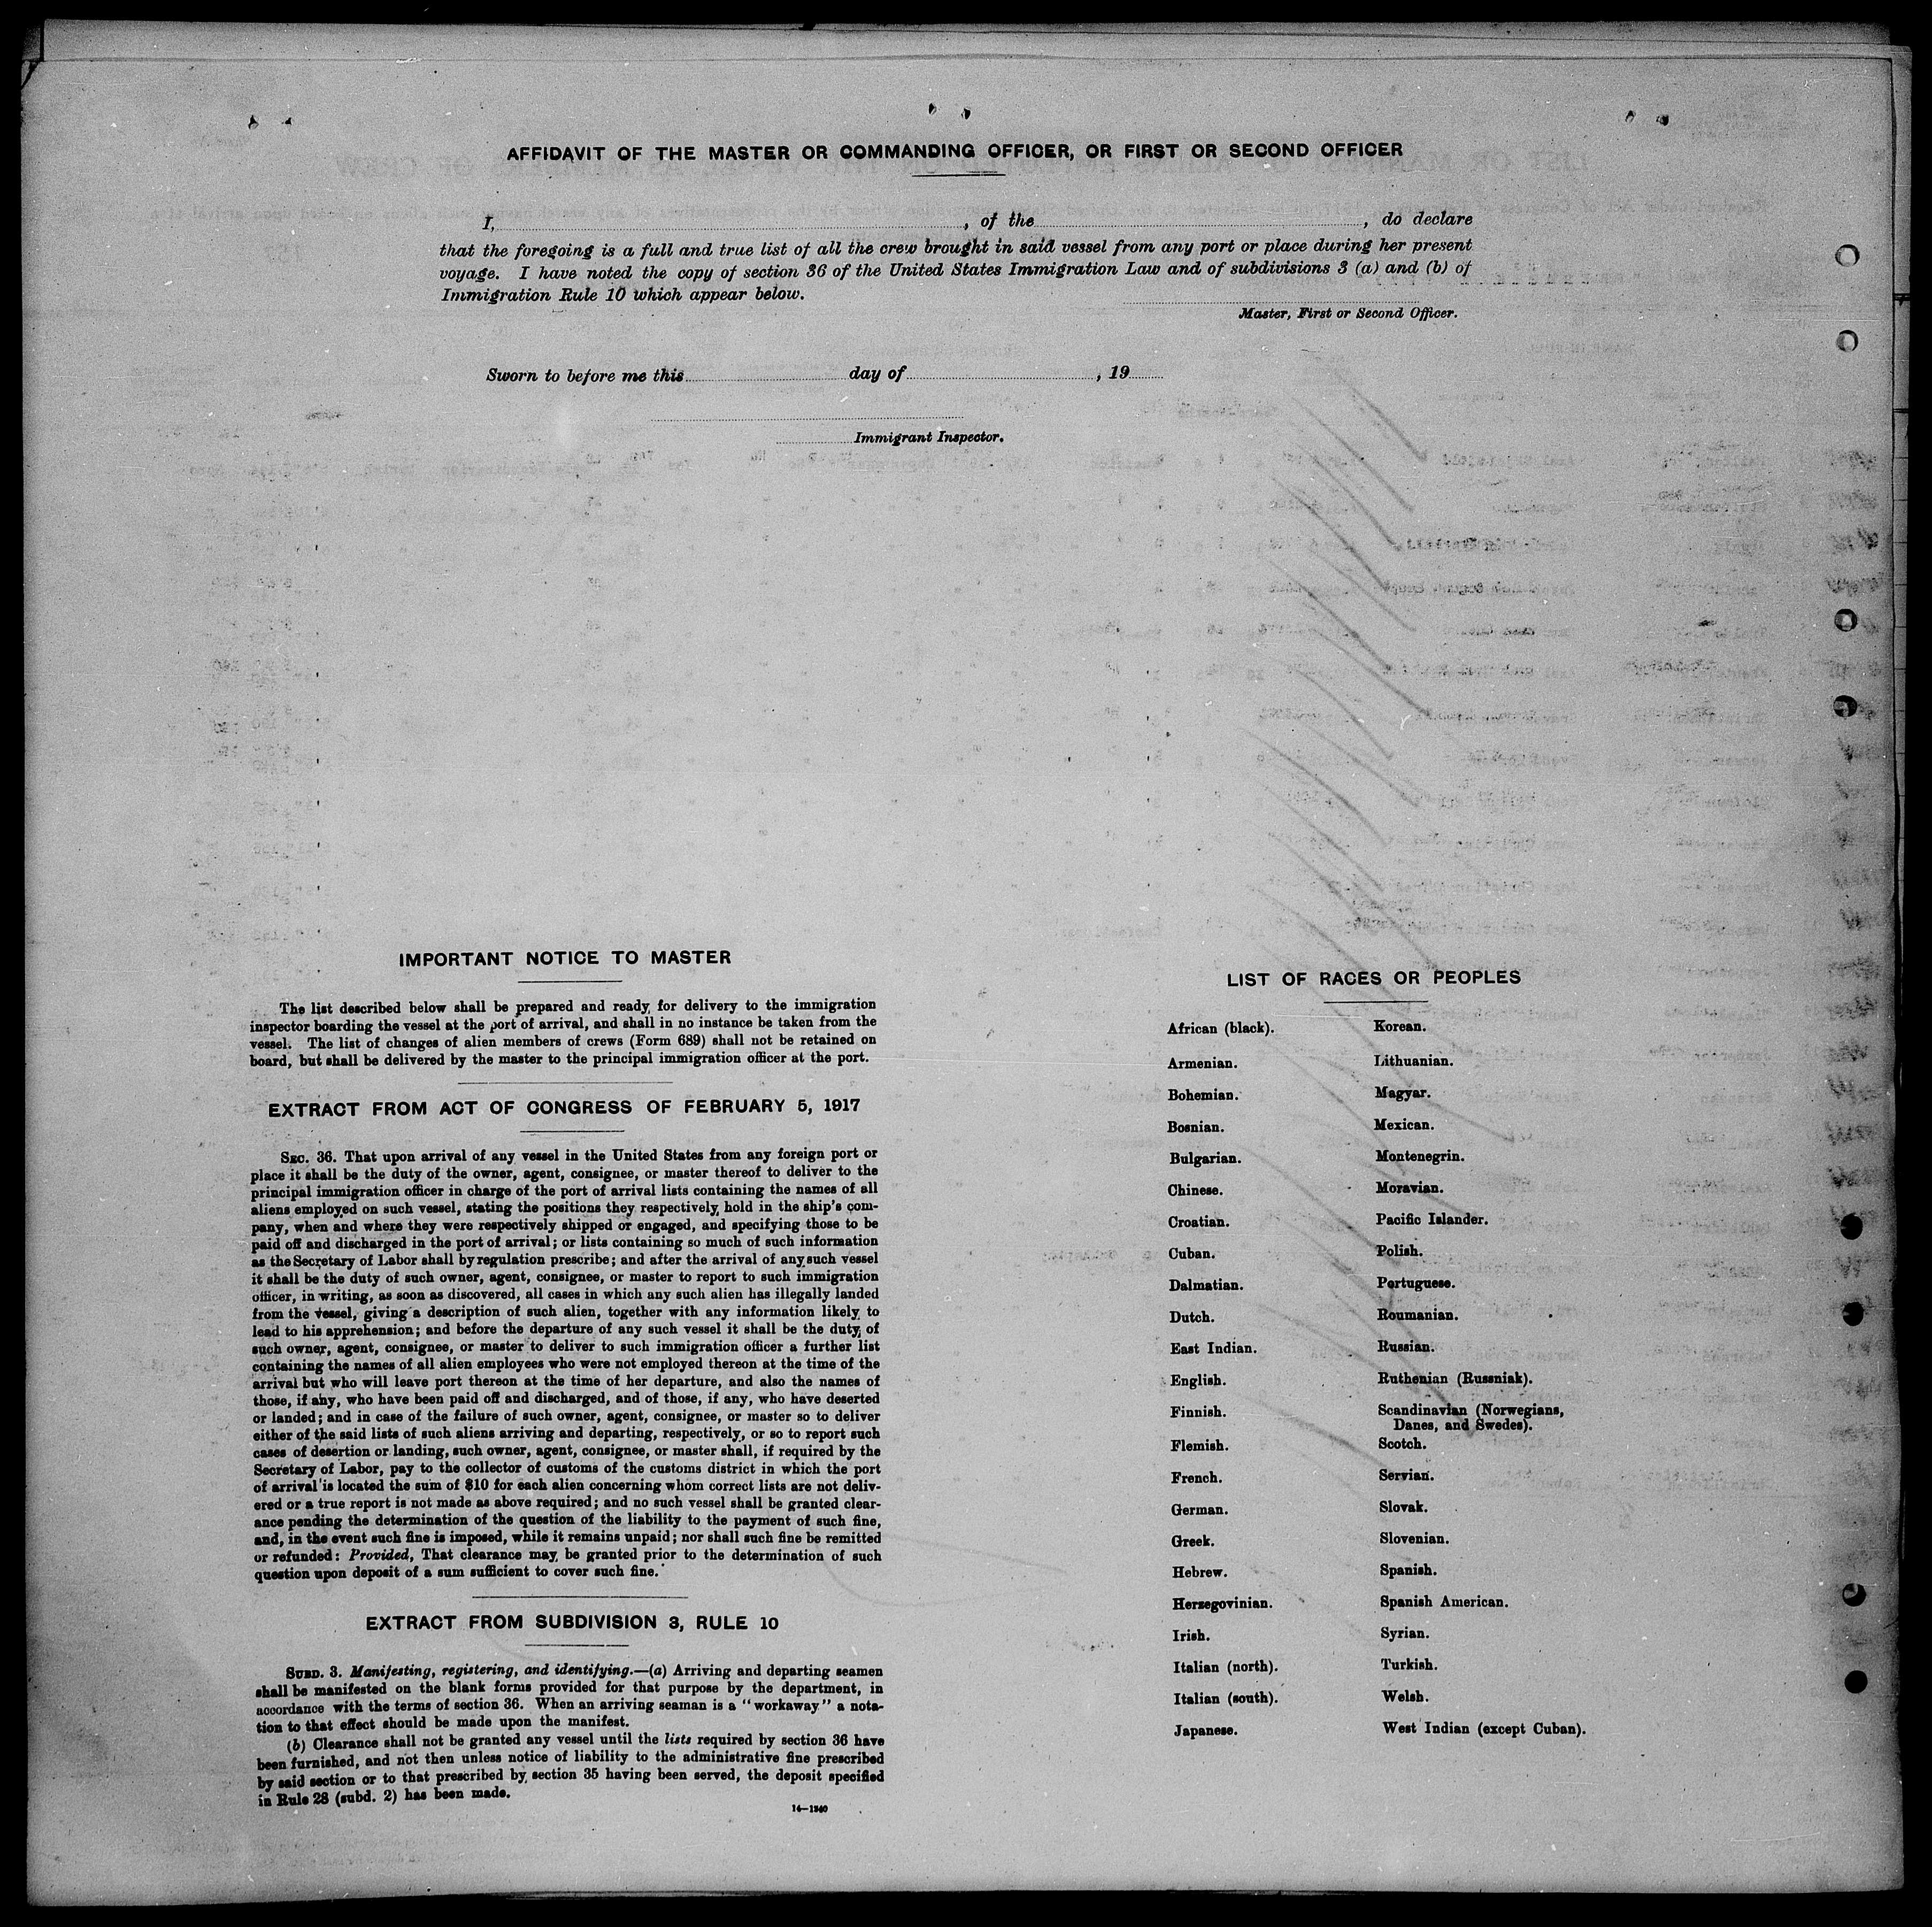 AFFIDAVIT OF THE MASTER OR COMMANDING OFFICER, OR FIRST OR SECOND OFFICER
I, , of the , do declare
that the foregoing is a full and true list of all the crew brought in said vessel from any port or place during her present
voyage. I have noted the copy of section 36 of the United States Immigration Law and of subdivisions 3 (a) and (b) of
Immigration Rule 10 which appear below.
Master, First or Second Officer.
Sworn to before me this day of , 19
Immigrant Inspector.
IMPORTANT NOTICE TO MASTER
The list described below shall be prepared and ready for delivery to the immigration
inspector boarding the vessel at the port of arrival, and shall in no instance be taken from the
vessel. The list of changes of alien members of crews (Form 689) shall not be retained on
board, but shall be delivered by the master to the principal immigration officer at the port.
EXTRACT FROM ACT OF CONGRESS OF FEBRUARY 5, 1917
SEC. 36. That upon arrival of any vessel in the United States from any foreign port or
place it shall be the duty of the owner, agent, consignee, or master thereof to deliver to the
principal immigration officer in charge of the port of arrival lists containing the names of all
aliens employed on such vessel, stating the positions they respectively hold in the ship's com-
pany, when and where they were respectively shipped or engaged, and specifying those to be
paid off and discharged in the port of arrival; or lists containing so much of such information
as the Secretary of Labor shall by regulation prescribe; and after the arrival of any such vessel
it shall be the duty of such owner, agent, consignee, or master to report to such immigration
officer, in writing, as soon as discovered, all cases in which any such alien has illegally landed
from the vessel, giving a description of such alien, together with any information likely to
lead to his apprehension; and before the departure of any such vessel it shall be the duty of
such owner, agent, consignee, or master to deliver to such immigration officer a further list
containing the names of all alien employees who were not employed thereon at the time of the
arrival but who will leave port thereon at the time of her departure, and also the names of
those, if any, who have been paid off and discharged, and of those, if any, who have deserted
or landed; and in case of the failure of such owner, agent, consignee, or master so to deliver
either of the said lists of such aliens arriving and departing, respectively, or so to report such
cases of desertion or landing, such owner, agent, consignee, or master shall, if required by the
Secretary of Labor, pay to the collector of customs of the customs district in which the port
of arrival is located the sum of $10 for each alien concerning whom correct lists are not deliv-
ered or a true report is not made as above required; and no such vessel shall be granted clear-
ance pending the determination of the question of the liability to the payment of such fine,
and, in the event such fine is imposed, while it remains unpaid; nor shall such fine be remitted
or refunded: Provided, That clearance may be granted prior to the determination of such
question upon deposit of a sum sufficient to cover such fine.
EXTRACT FROM SUBDIVISION 3, RULE 10
SUBD. 3. Manifesting, registering, and identifying.—(a) Arriving and departing seamen
shall be manifested on the blank forms provided for that purpose by the department, in
accordance with the terms of section 36. When an arriving seaman is a "workaway" a nota-
tion to that effect should be made upon the manifest.
(b) Clearance shall not be granted any vessel until the lists required by section 36 have
been furnished, and not then unless notice of liability to the administrative fine prescribed
by said section or to that prescribed by section 35 having been served, the deposit specified
in Rule 28 (subd. 2) has been made.
14—1240
LIST OF RACES OR PEOPLES
African (black).
Armenian.
Bohemian.
Bosnian.
Bulgarian.
Chinese.
Croatian.
Cuban.
Dalmatian.
Dutch.
East Indian.
English.
Finnish.
Flemish.
French.
German.
Greek.
Hebrew.
Herzegovinian.
Irish.
Italian (north).
Italian (south).
Japanese.
Korean.
Lithuanian.
Magyar.
Mexican.
Montenegrin.
Moravian.
Pacific Islander.
Polish.
Portuguese.
Roumanian.
Russian.
Ruthenian (Russniak).
Scandinavian (Norwegians,
Danes, and Swedes).
Scotch.
Servian.
Slovak.
Slovenian.
Spanish.
Spanish American.
Syrian.
Turkish.
Welsh.
West Indian (except Cuban).